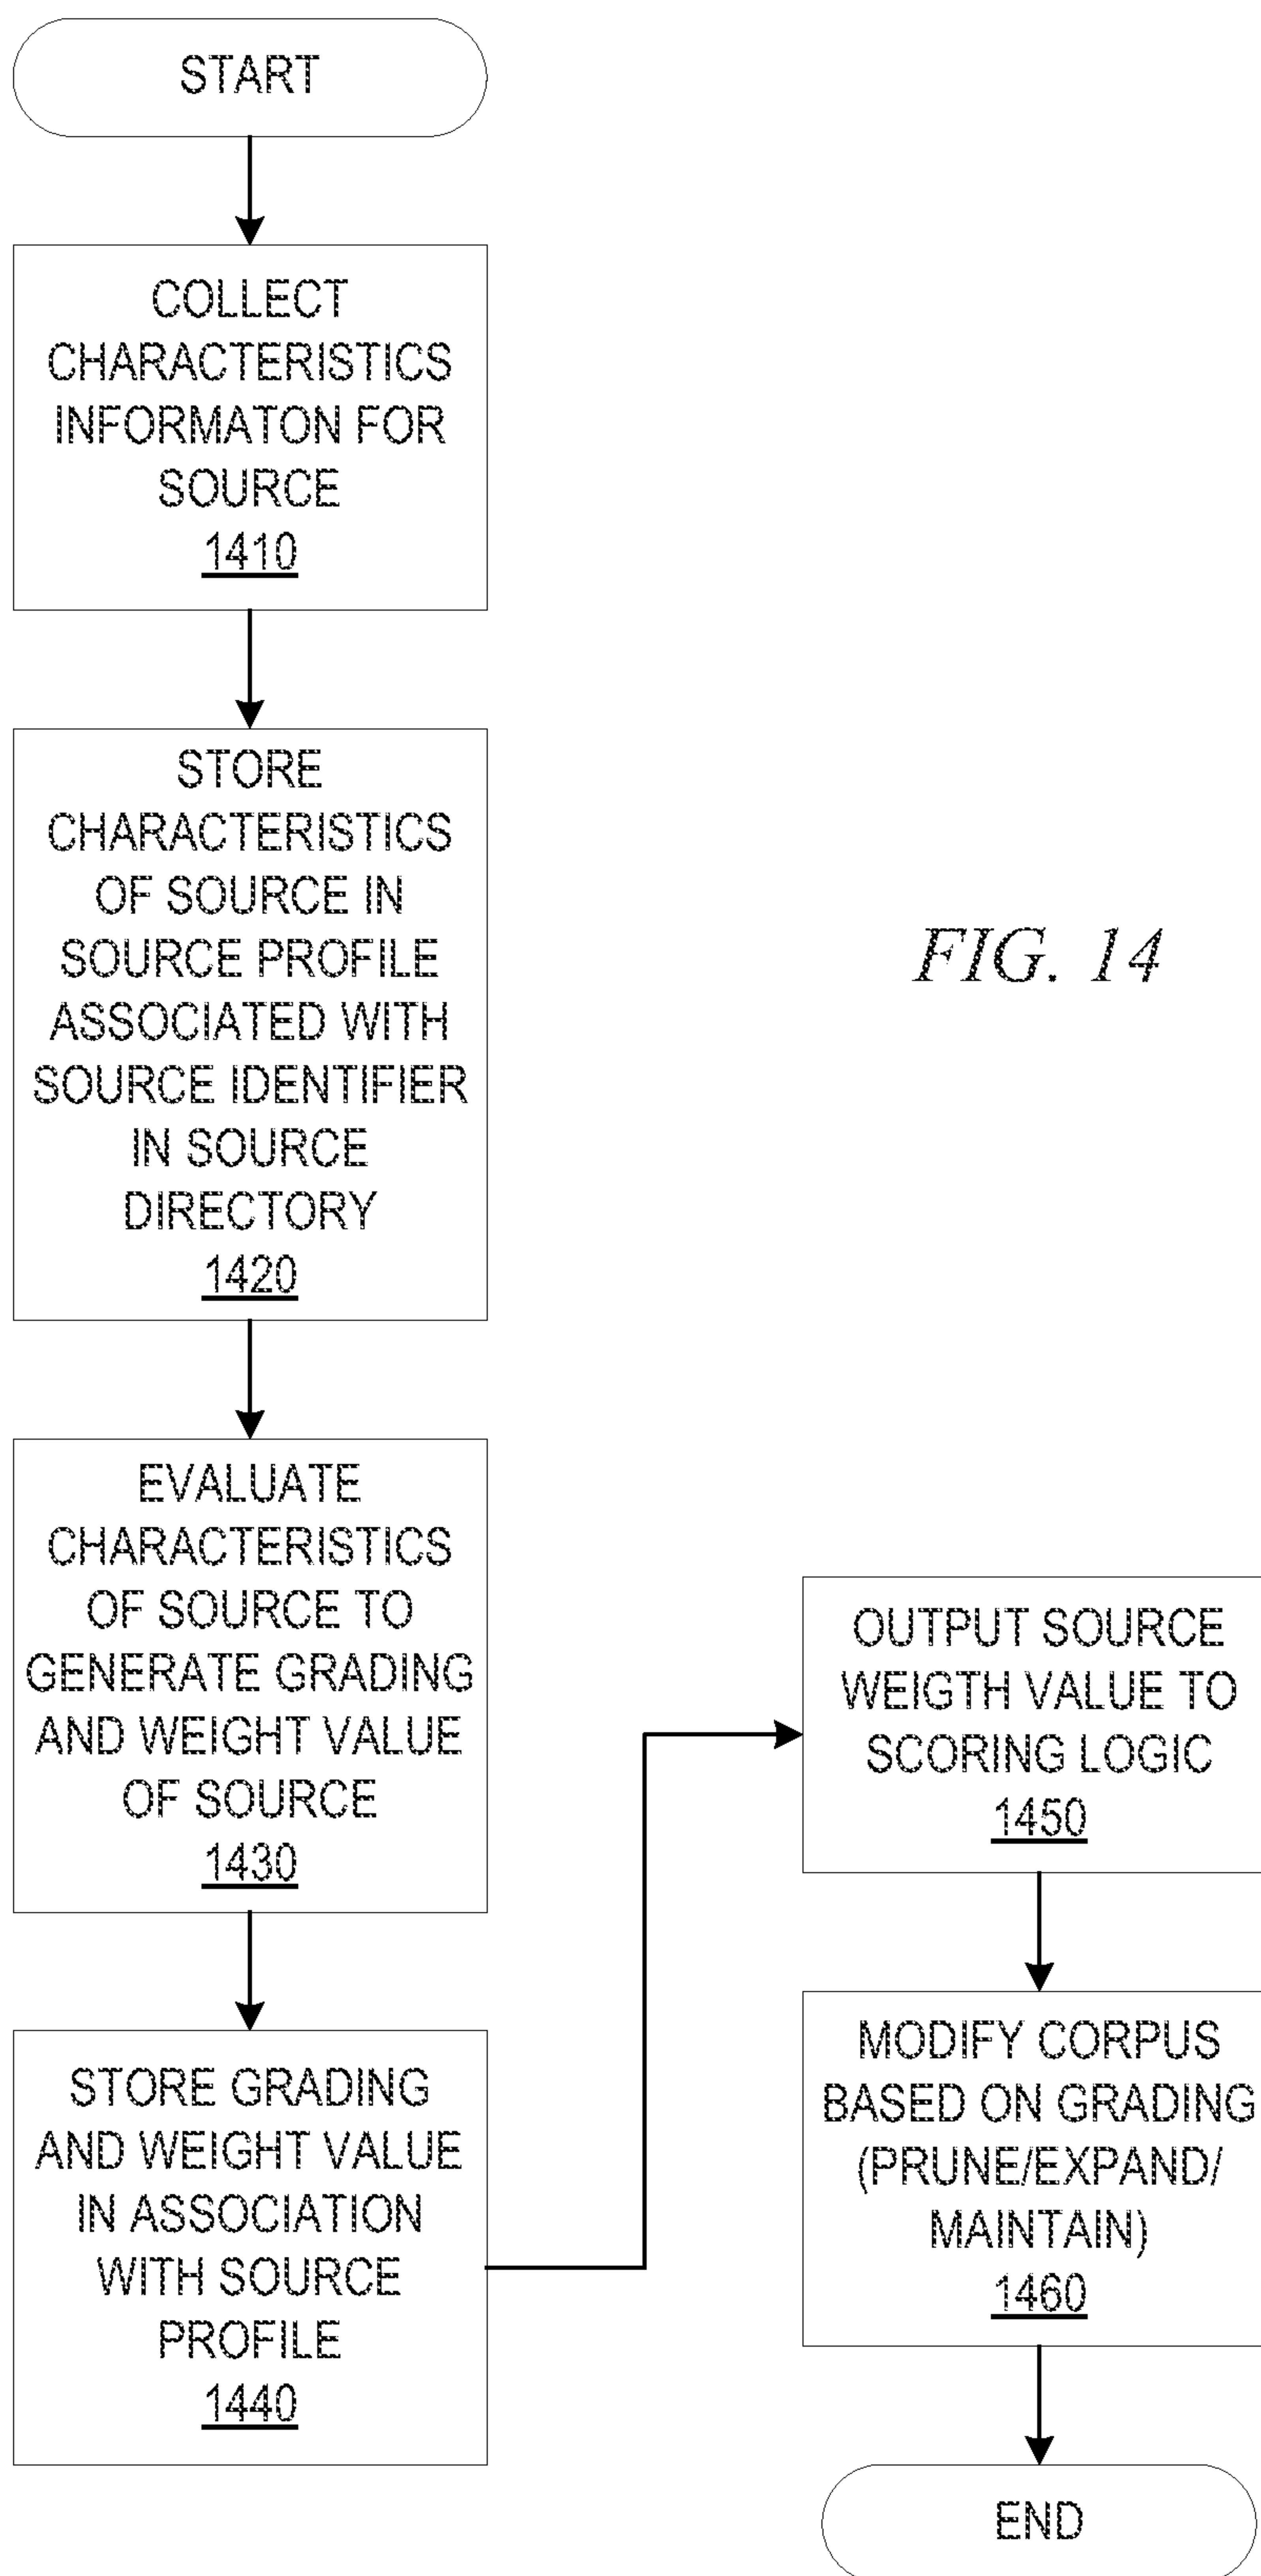 START
COLLECT
CHARACTERISTICS
INFORMATON FOR
SOURCE
1410
STORE
CHARACTERISTICS
OF SOURCE IN
SOURCE PROFILE
ASSOCIATED WITH
SOURCE IDENTIFIER
IN SOURCE
DIRECTORY
1420
EVALUATE
CHARACTERISTICS
OF SOURCE TO
GENERATE GRADING
AND WEIGHT VALUE
OF SOURCE
1430
STORE GRADING
AND WEIGHT VALUE
IN ASSOCIATION
WITH SOURCE
PROFILE
1440
OUTPUT SOURCE
WEIGTH VALUE TO
SCORING LOGIC
1450
MODIFY CORPUS
BASED ON GRADING
(PRUNE/EXPAND/
MAINTAIN)
1460
END
FIG. 14